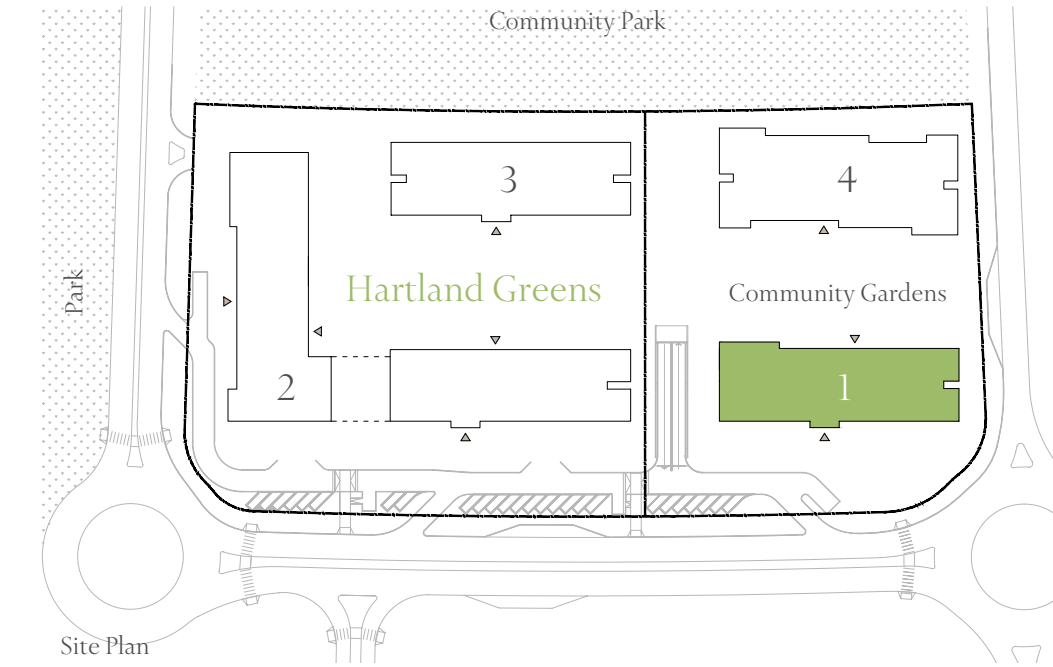 Community Park
3
4
Park
Hartland Greens
Community Gardens
2
1
Site Plan